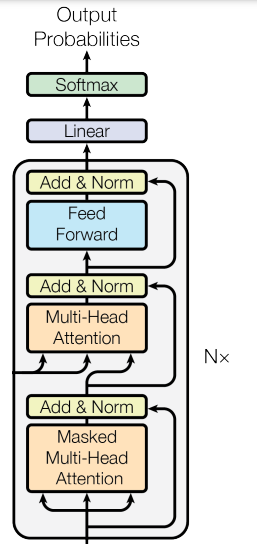 Output
Probabilities
Softmax
Linear
Add & Norm
Feed
Forward
Add & Norm
Multi-Head
Attention
N×
Add & Norm
Masked
Multi-Head
Attention